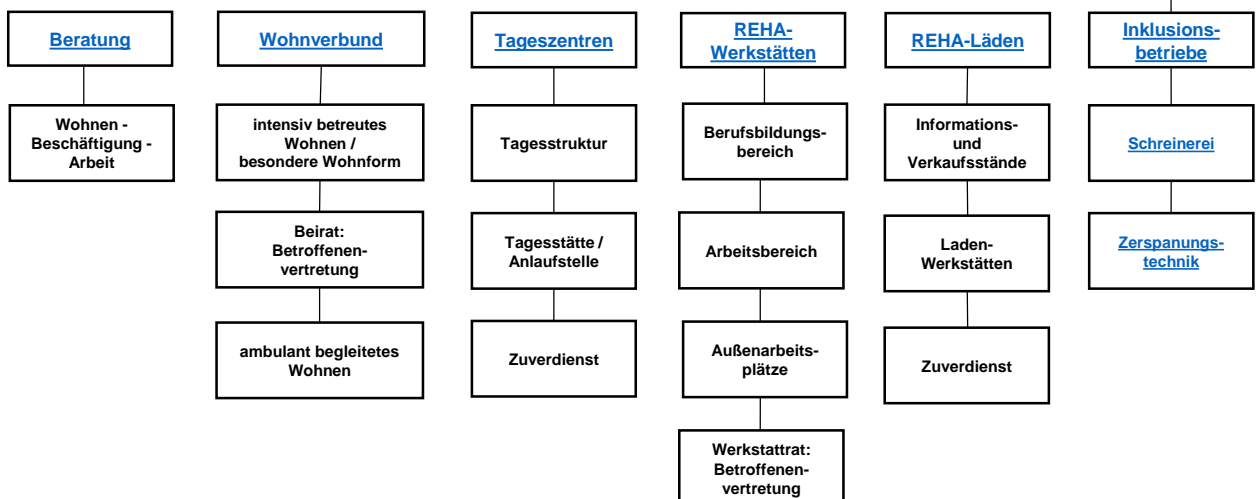 Beratung
Wohnen -
Beschäftigung -
Arbeit
Wohnverbund
intensiv betreutes
Wohnen /
besondere Wohnform
Beirat:
Betroffenen-
vertretung
ambulant begleitetes
Wohnen
Tageszentren
Tagesstruktur
Tagesstätte /
Anlaufstelle
Zuverdienst
REHA-
Werkstätten
Berufsbildungs-
bereich
Arbeitsbereich
Außenarbeits-
plätze
Werkstattrat:
Betroffenen-
vertretung
REHA-Läden
Informations-
und
Verkaufsstände
Laden-
Werkstätten
Zuverdienst
Inklusions-
betriebe
Schreinerei
Zerspanungs-
technik